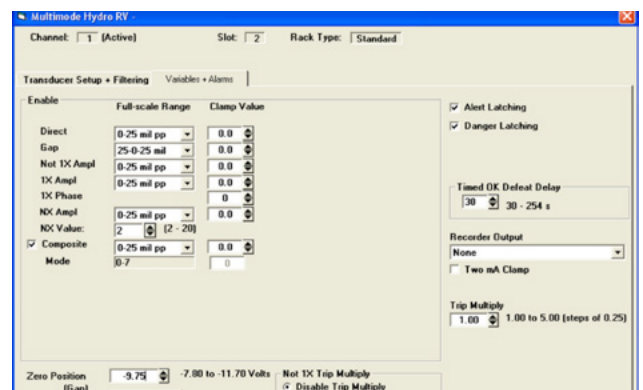 Multimode Hydro RV -
Channel: 1 (Active) Slot: 2 Rack Type: Standard
Transducer Setup + Filtering Variables + Alarms
Enable
Full-scale Range Clamp Value
Direct 0-25 mil pp 0.0
Gap 25-0-25 mil 0.0
Not 1X Ampl 0-25 mil pp 0.0
1X Ampl 0-25 mil pp 0.0
1X Phase 0
NX Ampl 0-25 mil pp 0.0
NX Value: 2 (2 - 20)
Composite 0-25 mil pp 0.0
Mode 0-7 0
Alert Latching
Danger Latching
Timed OK Defeat Delay
30 30 - 254 s
Recorder Output
None
Two mA Clamp
Trip Multiply
1.00 1.00 to 5.00 (steps of 0.25)
Zero Position -9.75 -7.80 to -11.70 Volts
(Gap)
Not 1X Trip Multiply
Disable Trip Multiply